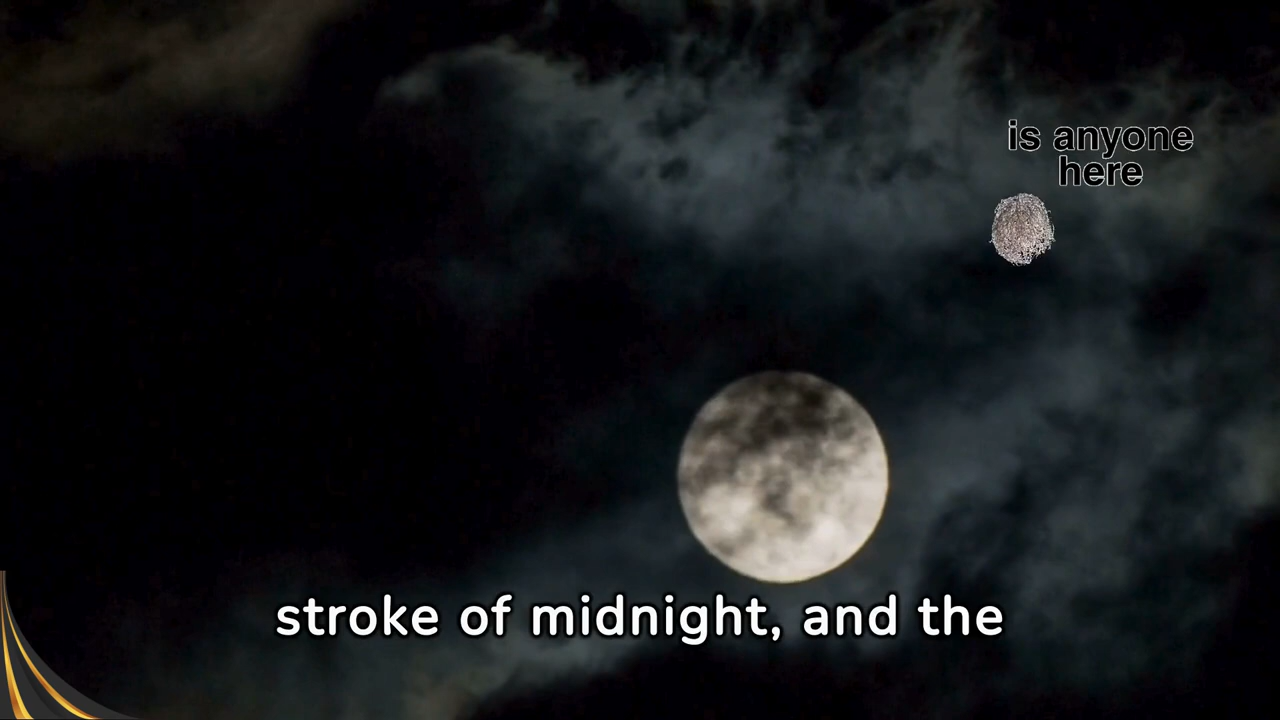 is anyone
here
stroke of midnight, and the